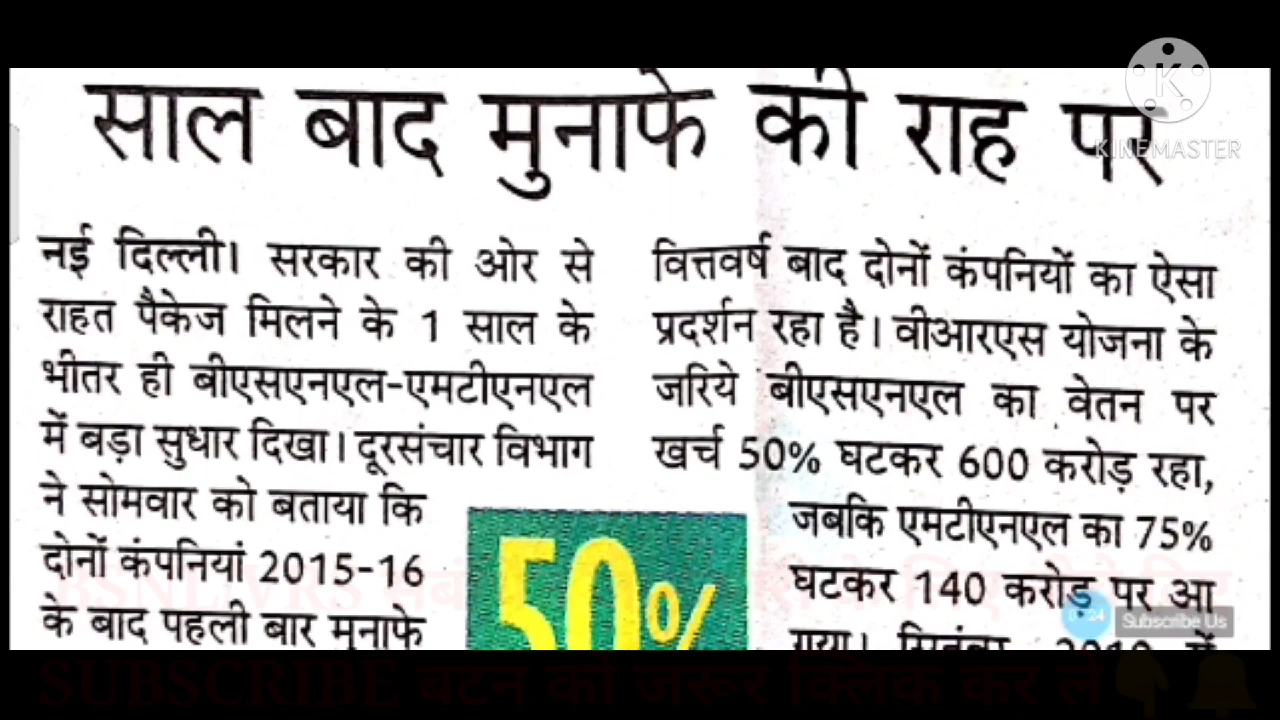 साल बाद मुनाफे की राह पर
KINEMASTER
नई दिल्ली। सरकार की ओर से
राहत पैकेज मिलने के 1 साल के
भीतर ही बीएसएनएल-एमटीएनएल
में बड़ा सुधार दिखा। दूरसंचार विभाग
ने सोमवार को बताया कि
दोनों कंपनियां 2015-16
के बाद पहली बार मुनाफे
50%
वित्तवर्ष बाद दोनों कंपनियों का ऐसा
प्रदर्शन रहा है। वीआरएस योजना के
जरिये बीएसएनएल का वेतन पर
खर्च 50% घटकर 600 करोड़ रहा,
जबकि एमटीएनएल का 75%
घटकर 140 करोड़ पर आ
गया।
Subscribe Us
SUBSCRIBE बटन को जरूर क्लिक कर ले